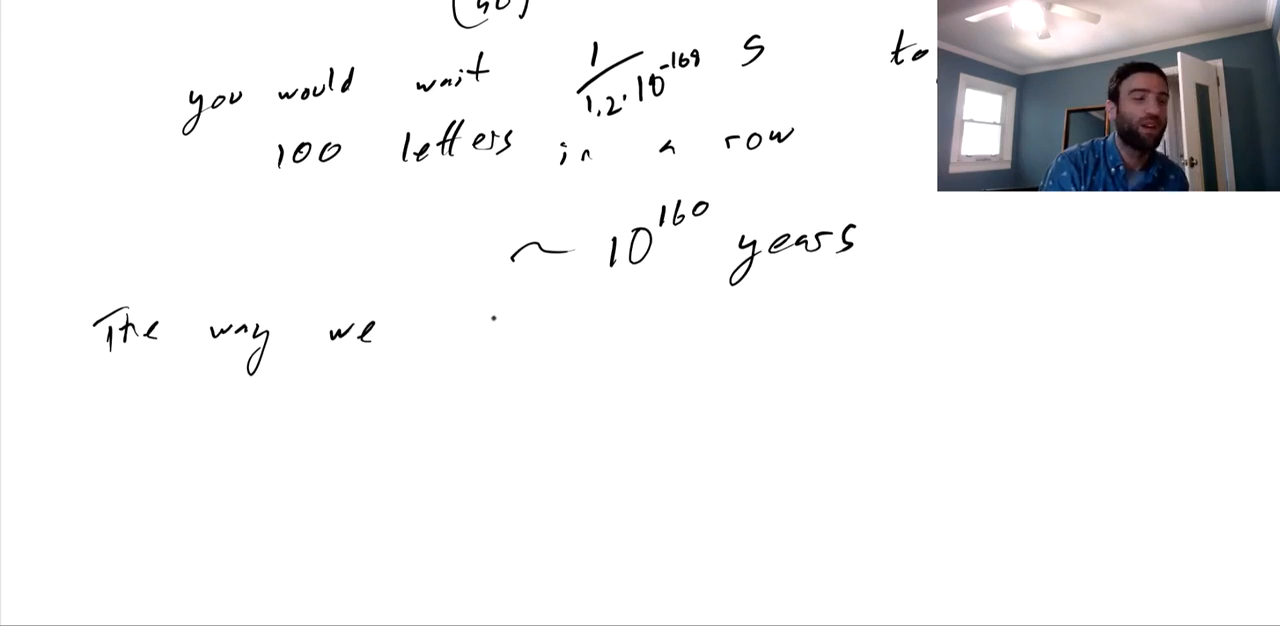 you would wait 1/1.2·10^-169 s to
100 letters in a row
~ 10^160 years
The way we